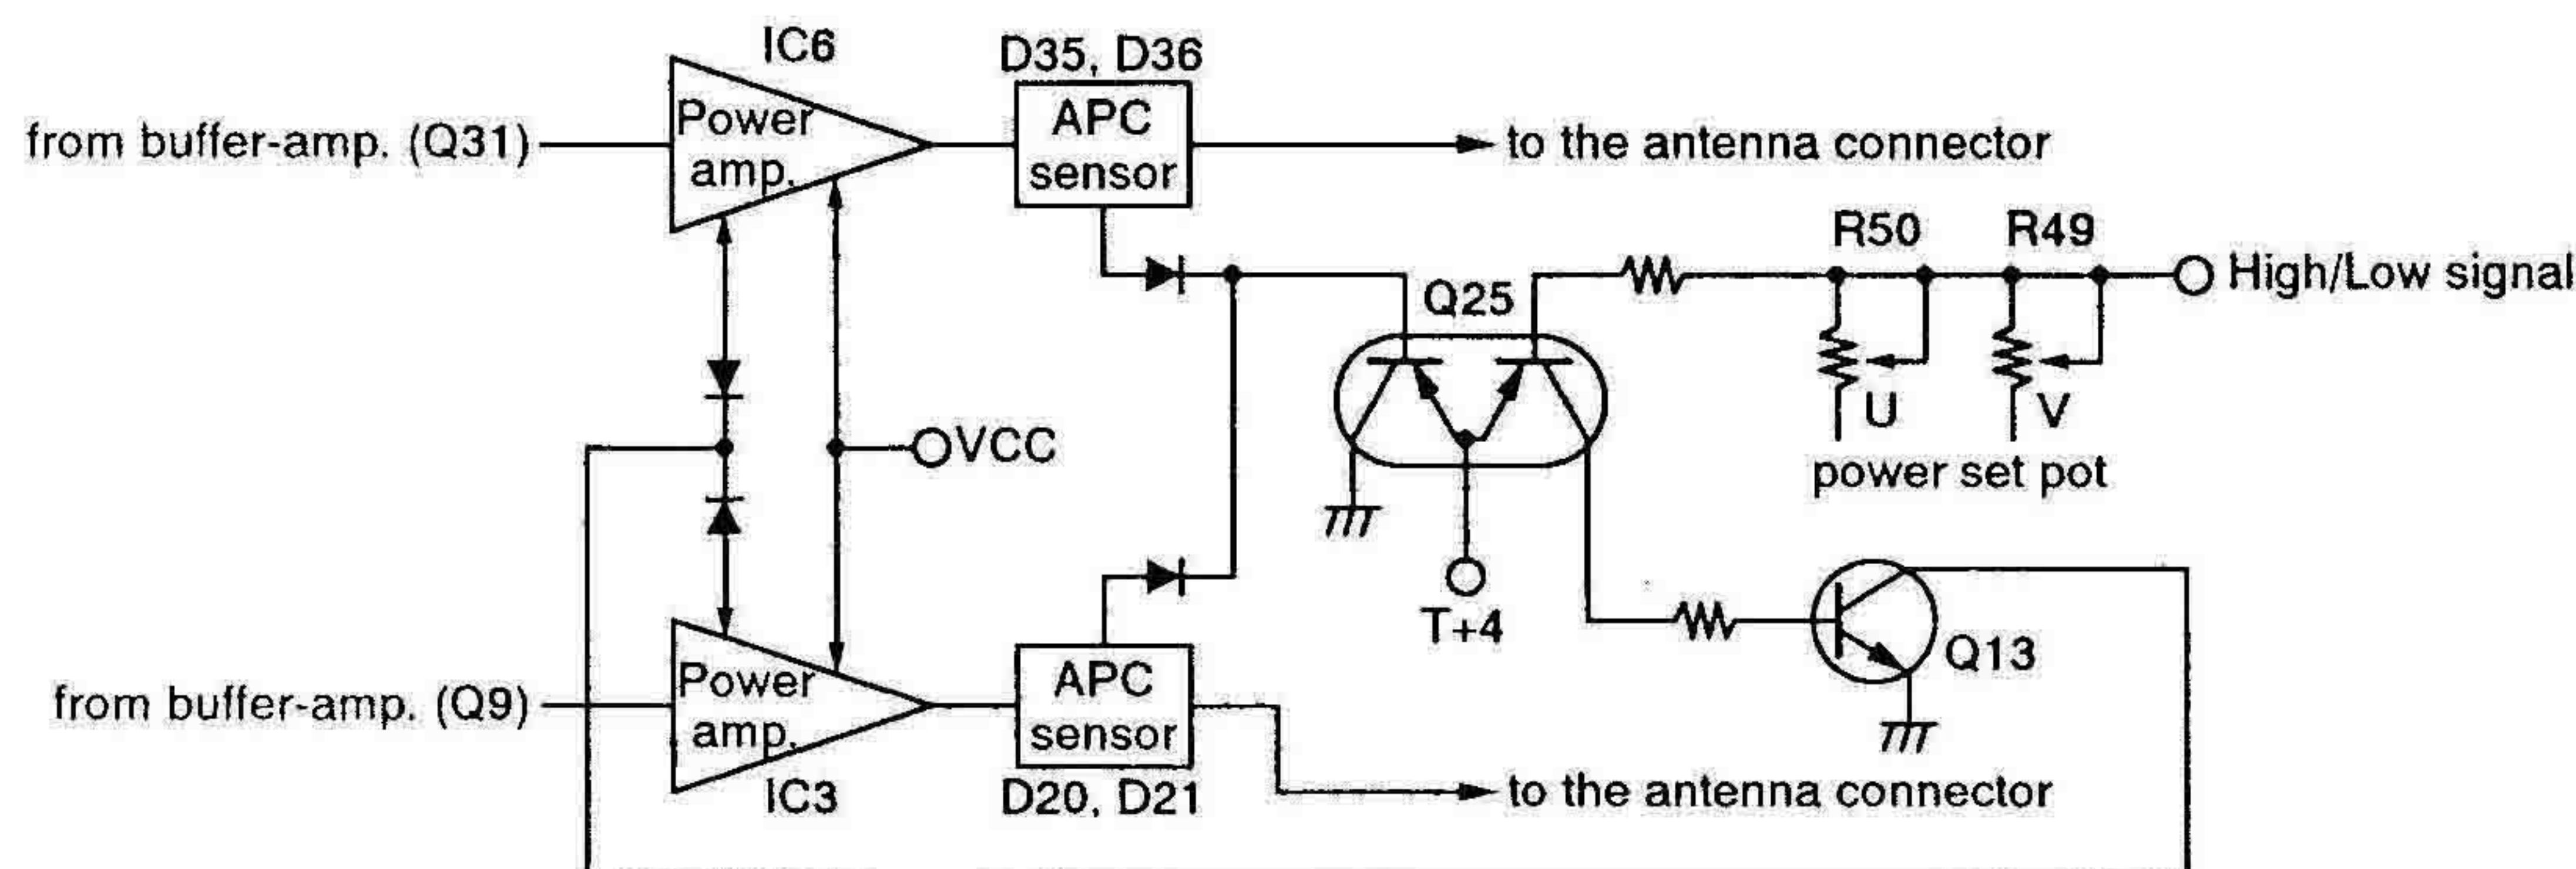 IC6
D35, D36
Power
amp.
APC
sensor
from buffer-amp. (Q31)
to the antenna connector
R50
R49
High/Low signal
Q25
U
V
power set pot
VCC
T+4
Q13
from buffer-amp. (Q9)
Power
amp.
APC
sensor
IC3
D20, D21
to the antenna connector